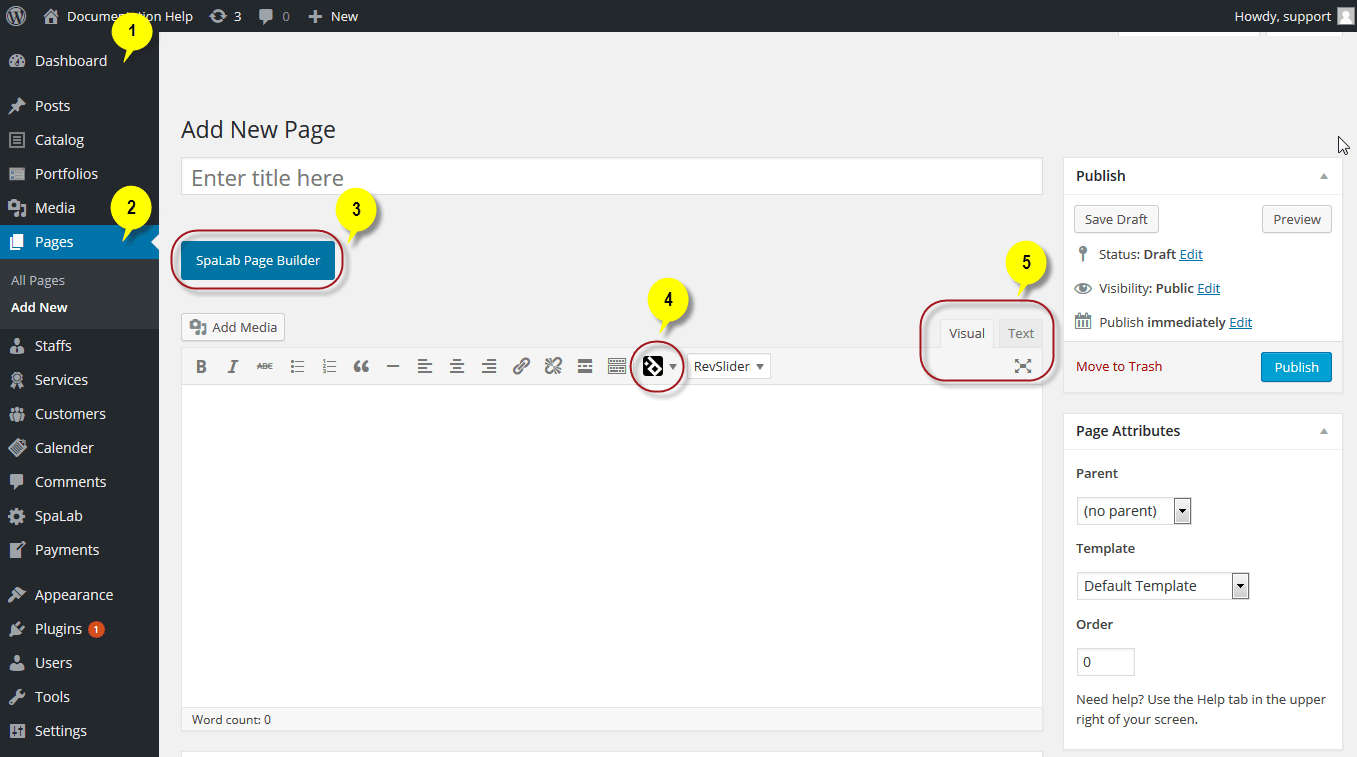 Documentation Help 3 0 New Howdy, support
1
Dashboard
Posts
Catalog
Portfolios
Media
2
Pages
All Pages
Add New
Staffs
Services
Customers
Calender
Comments
SpaLab
Payments
Appearance
Plugins 1
Users
Tools
Settings
Add New Page
Enter title here
3
SpaLab Page Builder
4
5
Add Media
Visual Text
B I ABC RevSlider
Word count: 0
Publish
Save Draft Preview
Status: Draft Edit
Visibility: Public Edit
Publish immediately Edit
Move to Trash Publish
Page Attributes
Parent
(no parent)
Template
Default Template
Order
0
Need help? Use the Help tab in the upper
right of your screen.